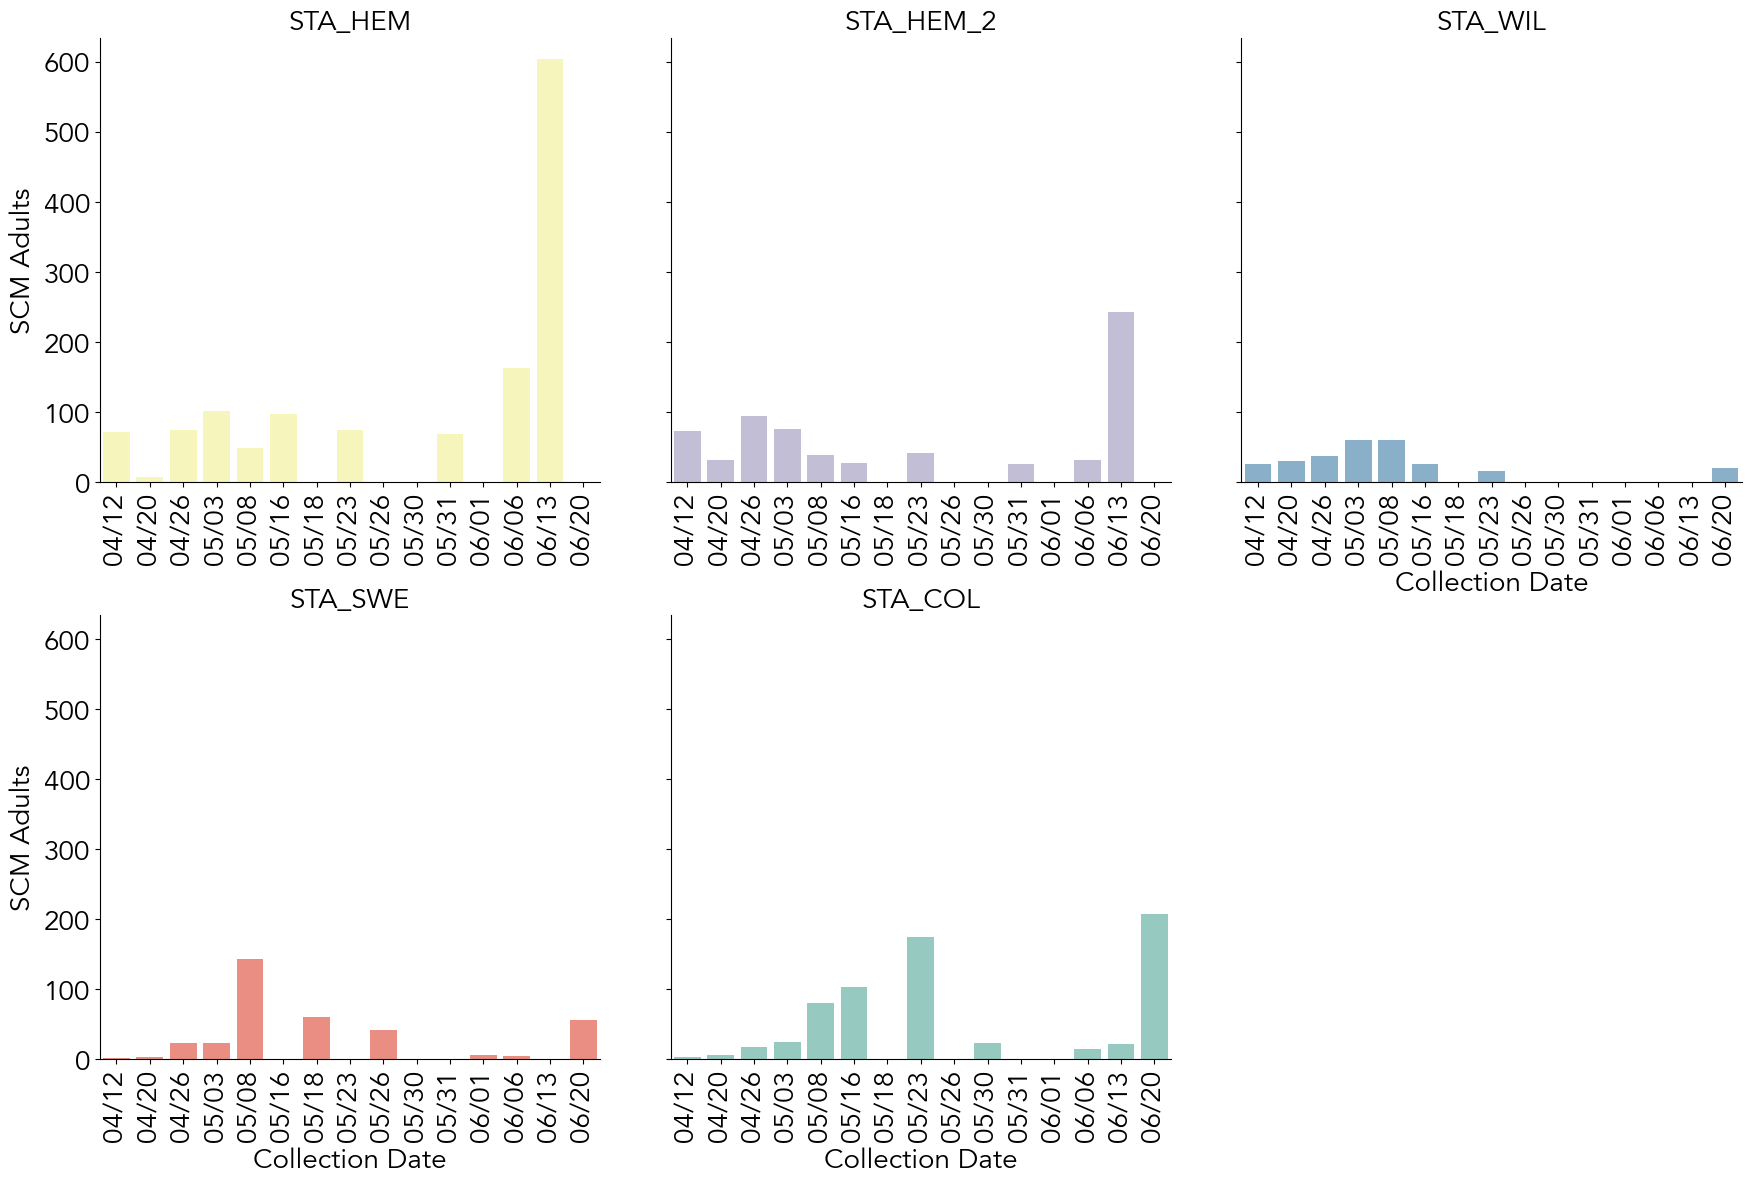 STA_HEM STA_HEM_2 STA_WIL
SCM Adults
600
500
400
300
200
100
0
04/12 04/20 04/26 05/03 05/08 05/16 05/18 05/23 05/26 05/30 05/31 06/01 06/06 06/13 06/20
04/12 04/20 04/26 05/03 05/08 05/16 05/18 05/23 05/26 05/30 05/31 06/01 06/06 06/13 06/20
04/12 04/20 04/26 05/03 05/08 05/16 05/18 05/23 05/26 05/30 05/31 06/01 06/06 06/13 06/20
Collection Date
STA_SWE STA_COL
SCM Adults
600
500
400
300
200
100
0
04/12 04/20 04/26 05/03 05/08 05/16 05/18 05/23 05/26 05/30 05/31 06/01 06/06 06/13 06/20
04/12 04/20 04/26 05/03 05/08 05/16 05/18 05/23 05/26 05/30 05/31 06/01 06/06 06/13 06/20
Collection Date Collection Date